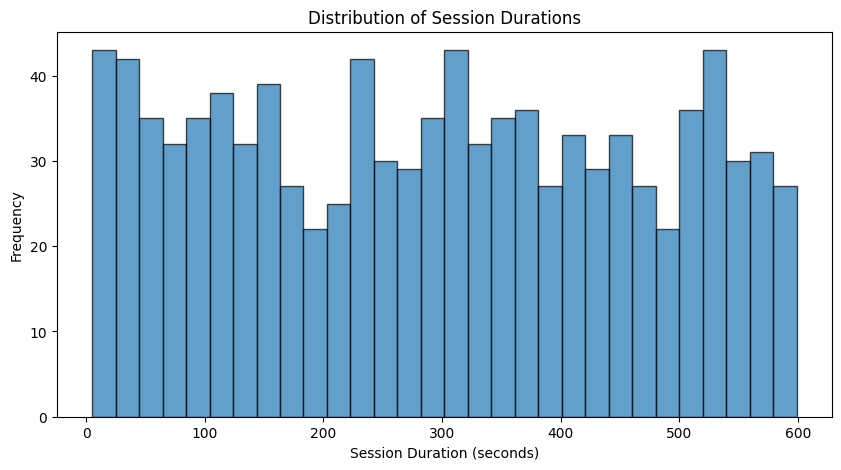 Distribution of Session Durations
Frequency
40
30
20
10
0
0 100 200 300 400 500 600
Session Duration (seconds)